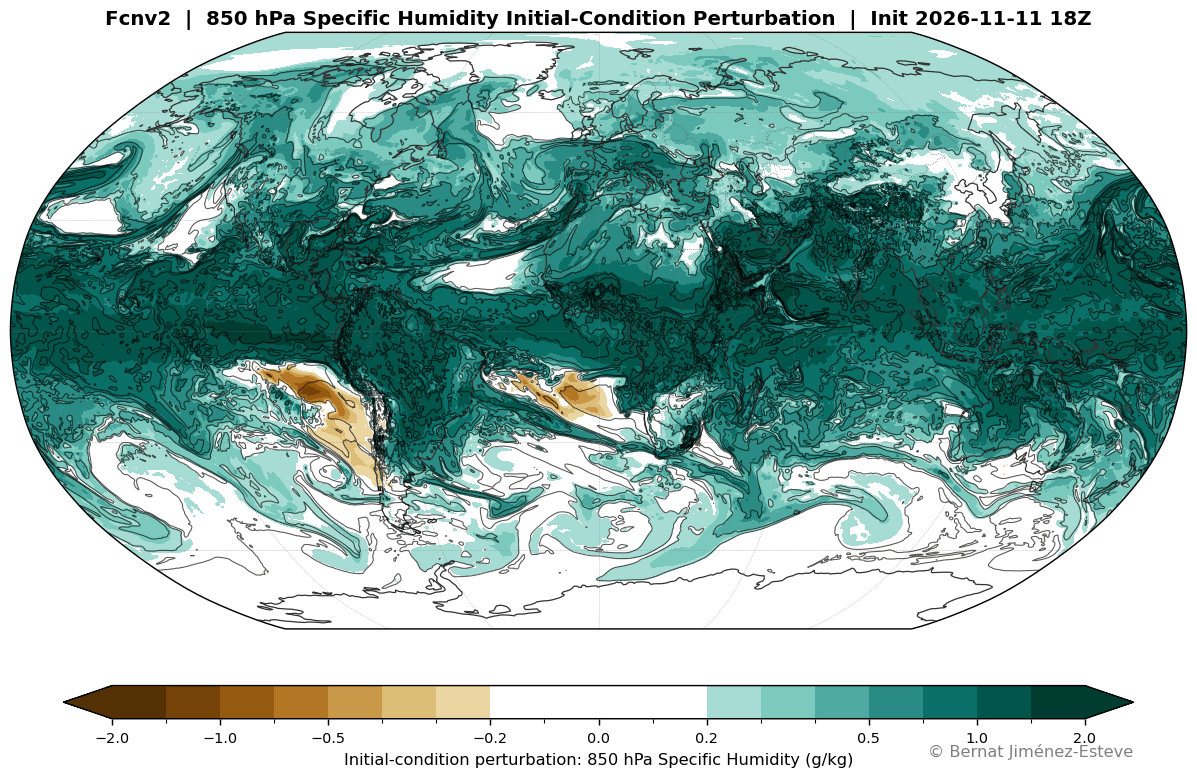 Fcnv2 | 850 hPa Specific Humidity Initial-Condition Perturbation | Init 2026-11-11 18Z
−2.0 −1.0 −0.5 −0.2 0.0 0.2 0.5 1.0 2.0
© Bernat Jiménez-Esteve
Initial-condition perturbation: 850 hPa Specific Humidity (g/kg)